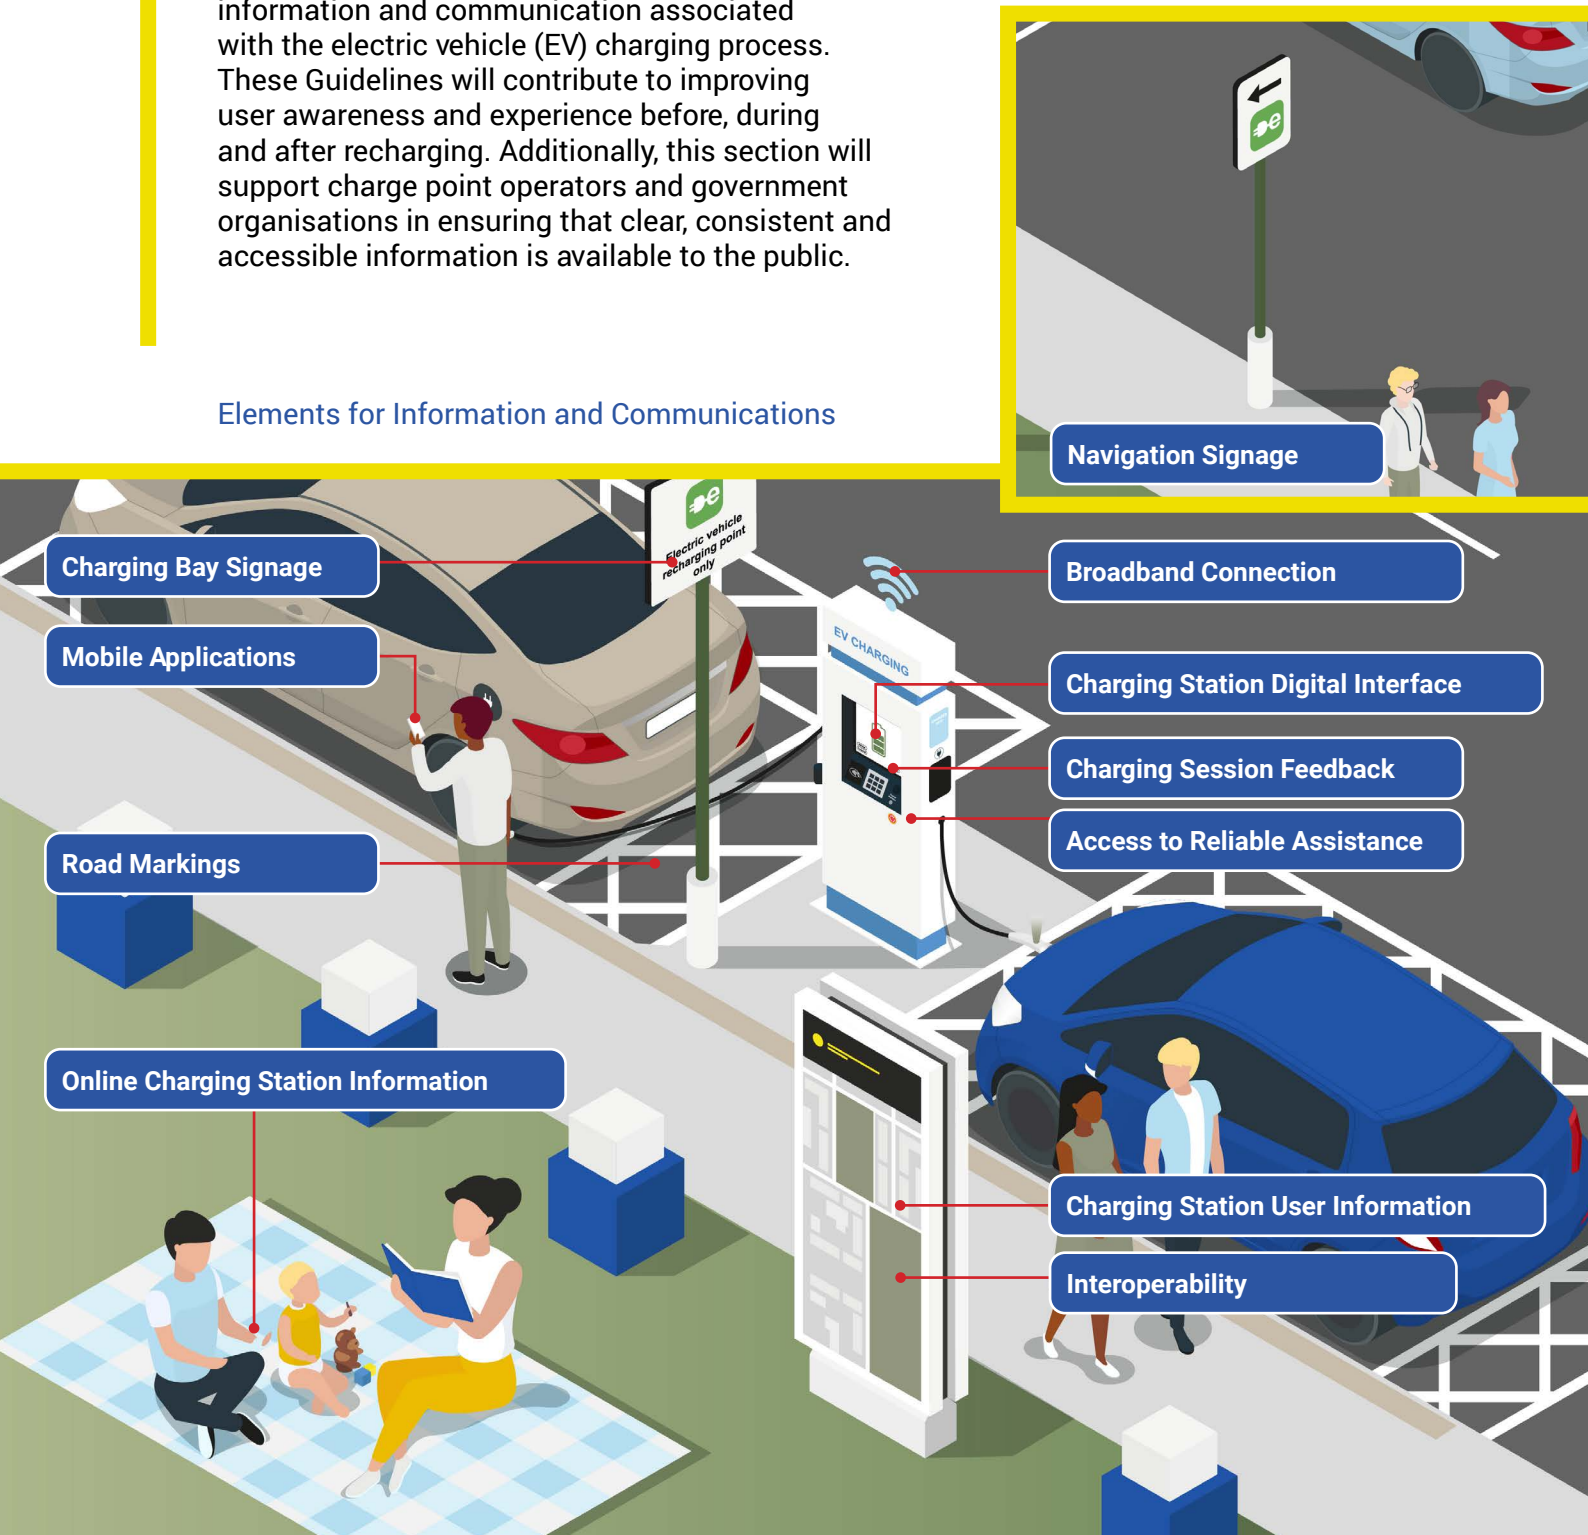 information and communication associated
with the electric vehicle (EV) charging process.
These Guidelines will contribute to improving
user awareness and experience before, during
and after recharging. Additionally, this section will
support charge point operators and government
organisations in ensuring that clear, consistent and
accessible information is available to the public.
Elements for Information and Communications
e
Navigation Signage
e
Electric vehicle
recharging point
only
Charging Bay Signage
Broadband Connection
EV CHARGING
Mobile Applications
Charging Station Digital Interface
Charging Session Feedback
Access to Reliable Assistance
Road Markings
Online Charging Station Information
Charging Station User Information
Interoperability